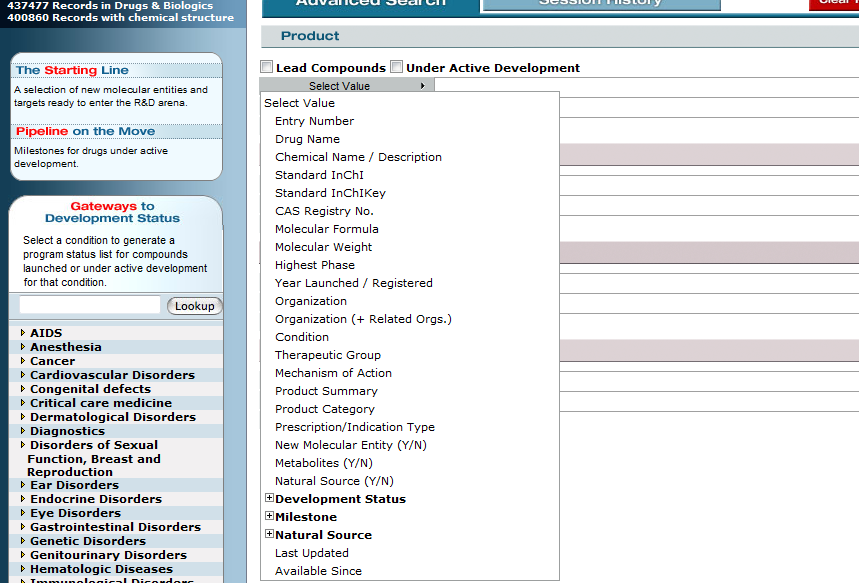 437477 Records in Drugs & Biologics
400860 Records with chemical structure
The Starting Line
A selection of new molecular entities and
targets ready to enter the R&D arena.
Pipeline on the Move
Milestones for drugs under active
development.
Gateways to
Development Status
Select a condition to generate a
program status list for compounds
launched or under active development
for that condition.
Lookup
AIDS
Anesthesia
Cancer
Cardiovascular Disorders
Congenital defects
Critical care medicine
Dermatological Disorders
Diagnostics
Disorders of Sexual
Function, Breast and
Reproduction
Ear Disorders
Endocrine Disorders
Eye Disorders
Gastrointestinal Disorders
Genetic Disorders
Genitourinary Disorders
Hematologic Diseases
Immunological Disorders
Advanced Search
Session History
Clear
Product
Lead Compounds Under Active Development
Select Value
Select Value
Entry Number
Drug Name
Chemical Name / Description
Standard InChI
Standard InChIKey
CAS Registry No.
Molecular Formula
Molecular Weight
Highest Phase
Year Launched / Registered
Organization
Organization (+ Related Orgs.)
Condition
Therapeutic Group
Mechanism of Action
Product Summary
Product Category
Prescription/Indication Type
New Molecular Entity (Y/N)
Metabolites (Y/N)
Natural Source (Y/N)
Development Status
Milestone
Natural Source
Last Updated
Available Since